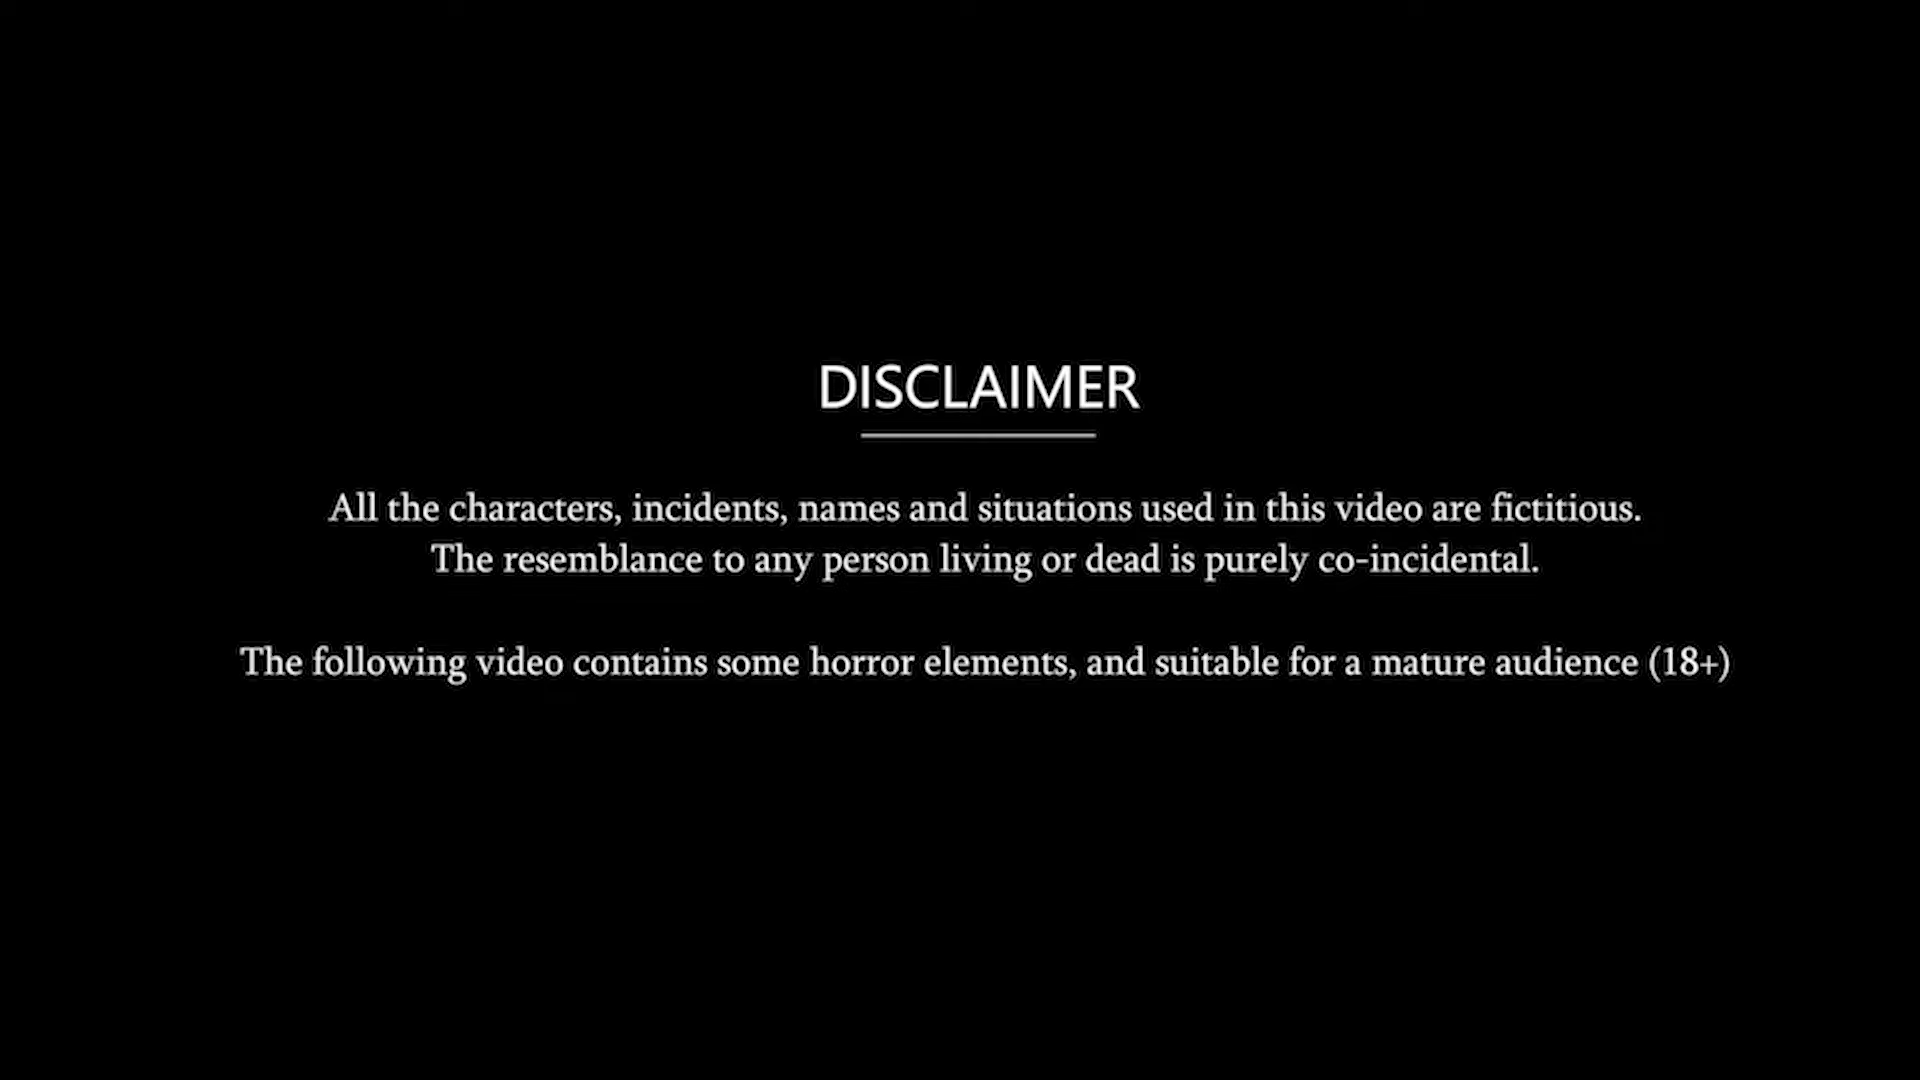 DISCLAIMER
All the characters, incidents, names and situations used in this video are fictitious.
The resemblance to any person living or dead is purely co-incidental.
The following video contains some horror elements, and suitable for a mature audience (18+)